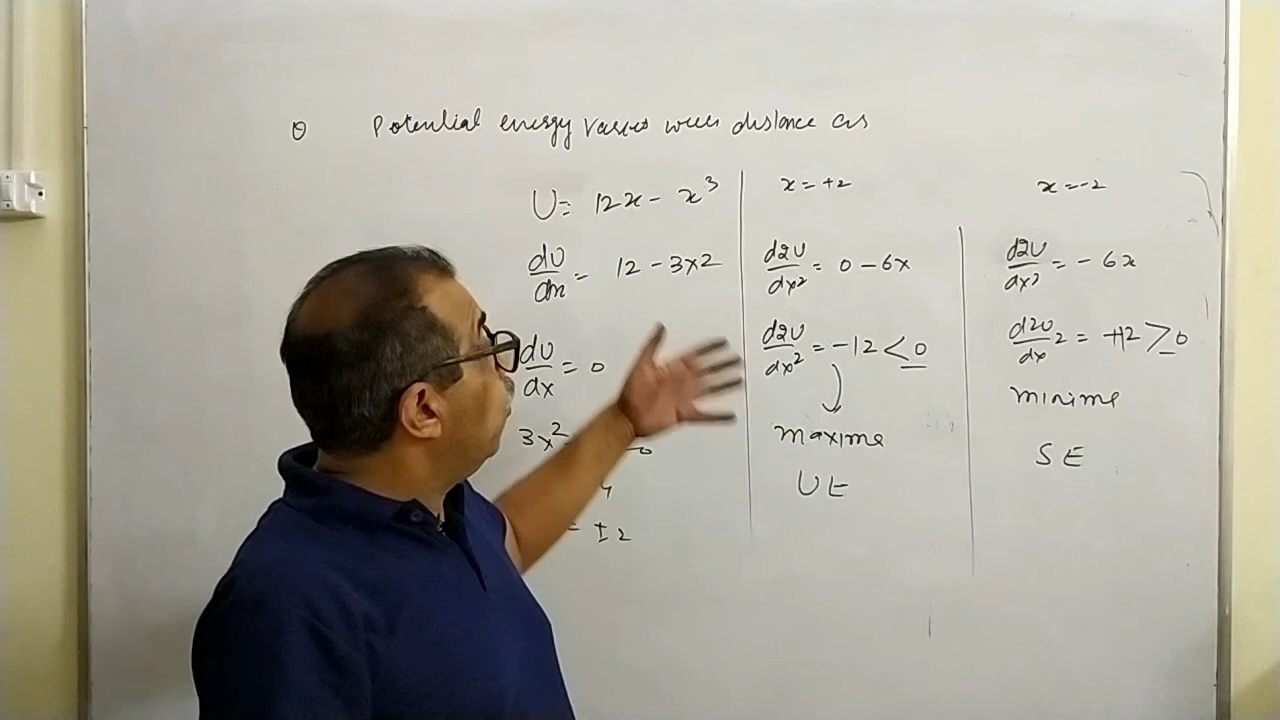 Q Potential energy varies with distance as
U = 12x - x³
dU/dx = 12 - 3x2
dU/dx = 0
3x²
= ±2
x = +2
d2U/dx² = 0 - 6x
d2U/dx² = -12 < 0
maxima
UE
x = -2
d2U/dx² = - 6x
d2U/dx2 = +12 > 0
minima
SE